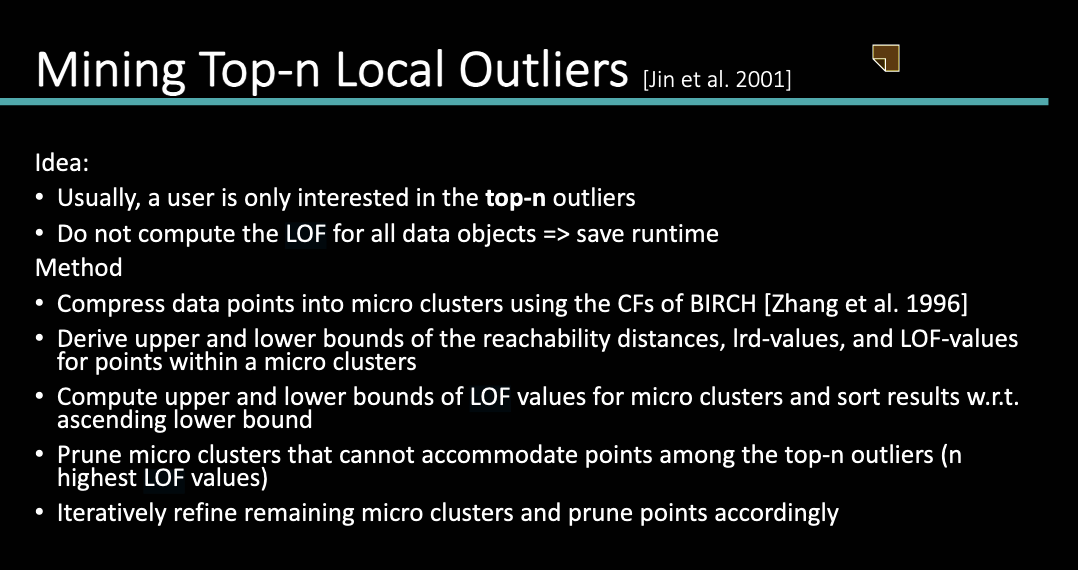 Mining Top-n Local Outliers [Jin et al. 2001]
Idea:
• Usually, a user is only interested in the top-n outliers
• Do not compute the LOF for all data objects => save runtime
Method
• Compress data points into micro clusters using the CFs of BIRCH [Zhang et al. 1996]
• Derive upper and lower bounds of the reachability distances, lrd-values, and LOF-values
for points within a micro clusters
• Compute upper and lower bounds of LOF values for micro clusters and sort results w.r.t.
ascending lower bound
• Prune micro clusters that cannot accommodate points among the top-n outliers (n
highest LOF values)
• Iteratively refine remaining micro clusters and prune points accordingly